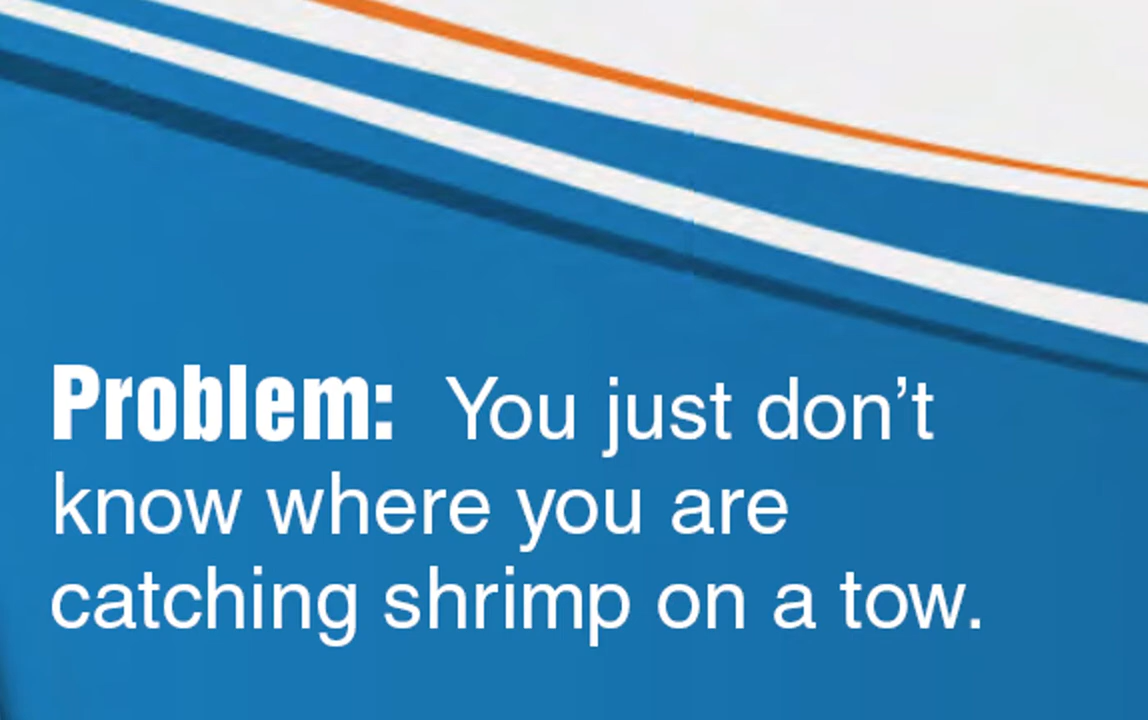 Problem: You just don’t
know where you are
catching shrimp on a tow.